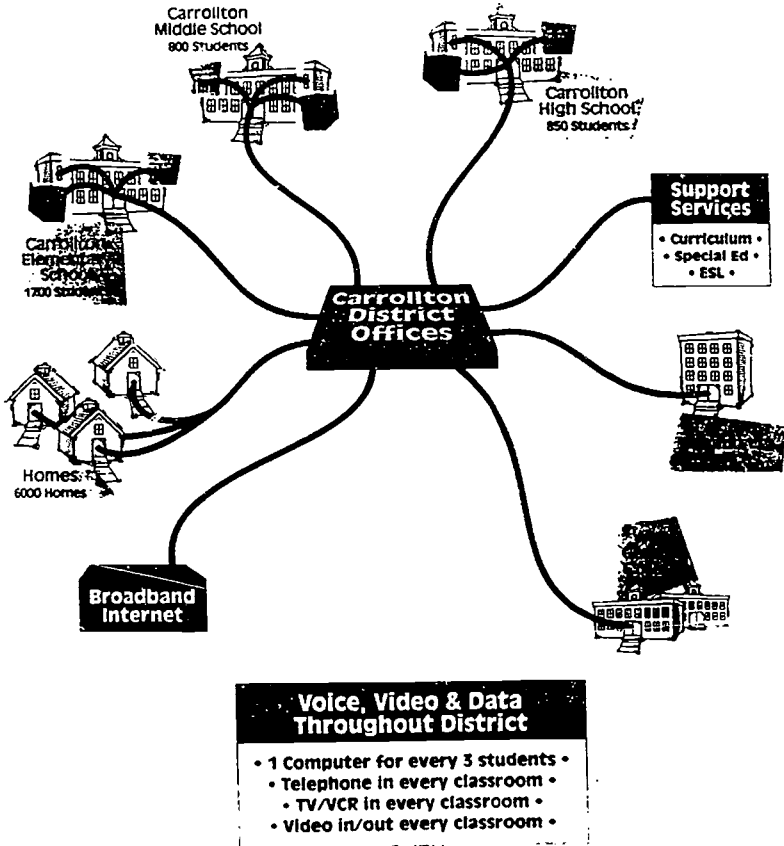 Carrollton
Middle School
800 Students
Carrollton
High School
850 Students
Support
Services
• Curriculum •
• Special Ed •
• ESL •
Carrollton
Elementary
School
1700 Students
Carrollton
District
Offices
Homes
6000 Homes
Broadband
Internet
Voice, Video & Data
Throughout District
• 1 Computer for every 3 students •
• Telephone in every classroom •
• TV/VCR in every classroom •
• Video in/out every classroom •